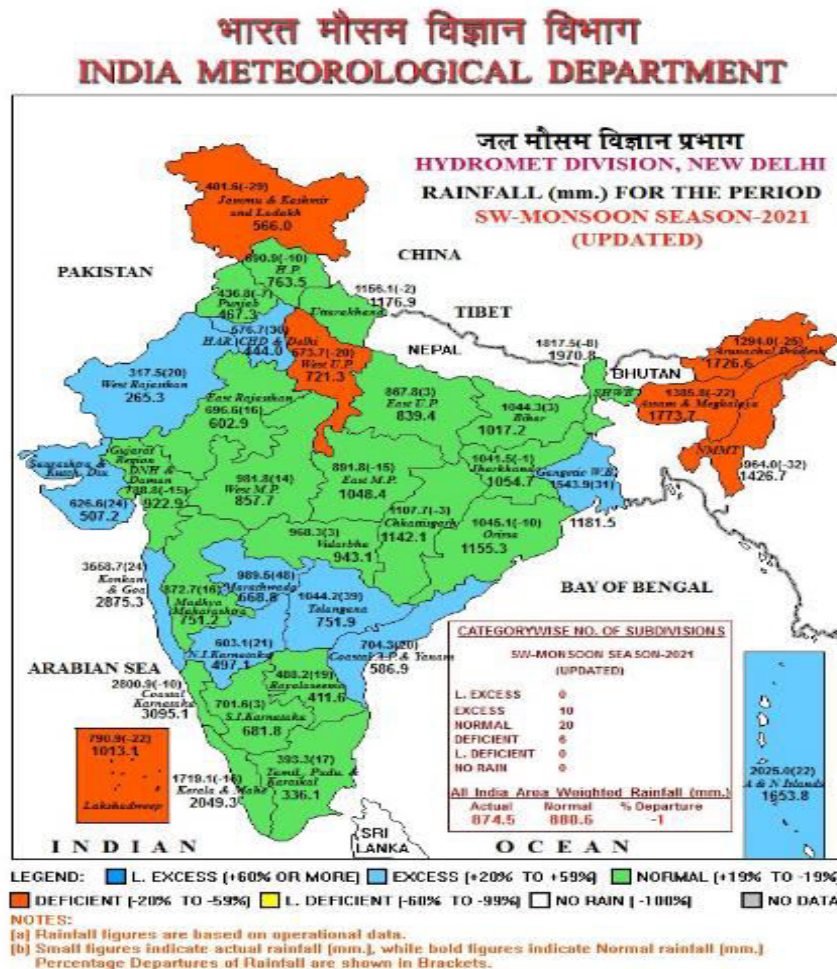 भारत मौसम विज्ञान विभाग
INDIA METEOROLOGICAL DEPARTMENT
जल मौसम विज्ञान प्रभाग
HYDROMET DIVISION, NEW DELHI
RAINFALL (mm.) FOR THE PERIOD
SW-MONSOON SEASON-2021
(UPDATED)
401.6(-29)
Jammu & Kashmir
and Ladakh
566.0
PAKISTAN
CHINA
690.9(-10)
H.P.
763.5
436.8(-7)
Punjab
467.3
1156.1(-2)
1176.9
Uttarakhand
TIBET
576.7(30)
HAR. CHD & Delhi
444.0
673.7(-20)
West U.P
721.3
NEPAL
1817.5(-8)
1970.8
SHWB
BHUTAN
1294.0(-25)
Arunachal Pradesh
1726.6
317.5(20)
West Rajasthan
265.3
East Rajasthan
696.6(16)
602.9
867.8(3)
East U.P
839.4
1044.3(3)
Bihar
1017.2
1385.8(-22)
Assam & Meghalaya
1773.7
NMMT
964.0(-32)
1426.7
Gujarat
Region
DNH &
Daman
788.8(-15)
922.9
Saurashtra &
Kutch, Diu
626.6(24)
507.2
981.8(14)
West M.P.
857.7
891.8(-15)
East M.P.
1048.4
1041.5(-1)
Jharkhand
1054.7
Gangetic W.B.
1543.9(31)
1181.5
1107.7(-3)
Chhattisgarh
1142.1
1045.1(-10)
Orissa
1155.3
968.3(3)
Vidarbha
943.1
3558.7(24)
Konkan
& Goa
2875.3
872.7(16)
Madhya
Maharashtra
751.2
989.5(48)
Marathwada
668.8
1044.2(39)
Telangana
751.9
BAY OF BENGAL
603.1(21)
N.I.Karnataka
497.1
704.3(20)
Coastal A.P & Yanam
586.9
ARABIAN SEA
2800.9(-10)
Coastal
Karnataka
3095.1
488.2(19)
Rayalaseema
411.6
701.6(3)
S.I.Karnataka
681.8
393.3(17)
Tamil, Pudu. &
Karaikal
336.1
1719.1(-16)
Kerala & Mahe
2049.3
790.9(-22)
1013.1
Lakshadweep
SRI
LANKA
2025.0(22)
A & N Islands
1653.8
CATEGORYWISE NO. OF SUBDIVISIONS
SW-MONSOON SEASON-2021
(UPDATED)
L. EXCESS 0
EXCESS 10
NORMAL 20
DEFICIENT 6
L. DEFICIENT 0
NO RAIN 0
All India Area Weighted Rainfall (mm.)
Actual Normal % Departure
874.5 880.6 -1
INDIAN OCEAN
LEGEND: L. EXCESS (+60% OR MORE) EXCESS (+20% TO +59%) NORMAL (+19% TO -19%)
DEFICIENT (-20% TO -59%) L. DEFICIENT (-60% TO -99%) NO RAIN (-100%) NO DATA
NOTES:
(a) Rainfall figures are based on operational data.
(b) Small figures indicate actual rainfall (mm.), while bold figures indicate Normal rainfall (mm.)
Percentage Departures of Rainfall are shown in Brackets.